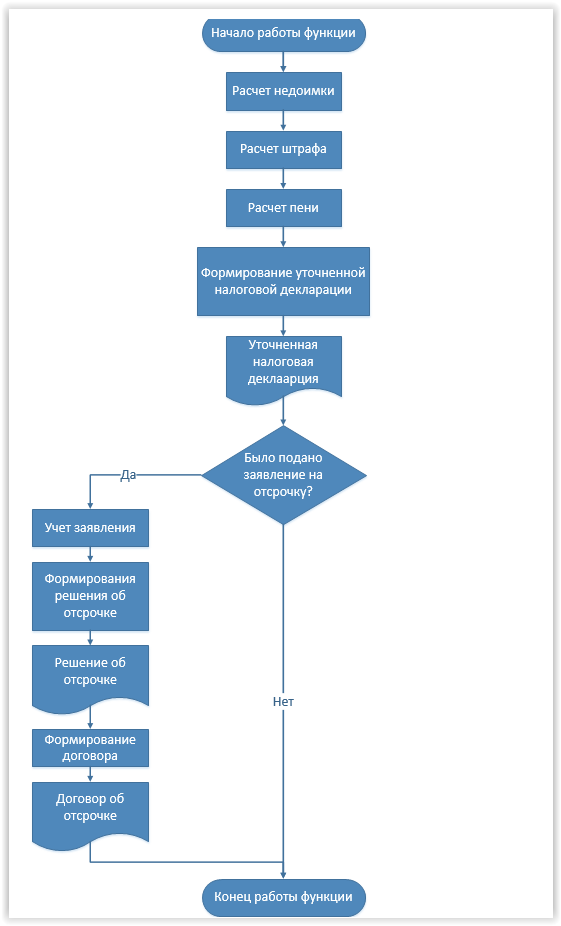 Начало работы функции
Расчет недоимки
Расчет штрафа
Расчет пени
Формирование уточненной
налоговой декларации
Уточненная
налоговая
деклаарция
Было подано
заявление на
отсрочку?
Да
Учет заявления
Формирования
решения об
отсрочке
Решение об
отсрочке
Нет
Формирование
договора
Договор об
отсрочке
Конец работы функции